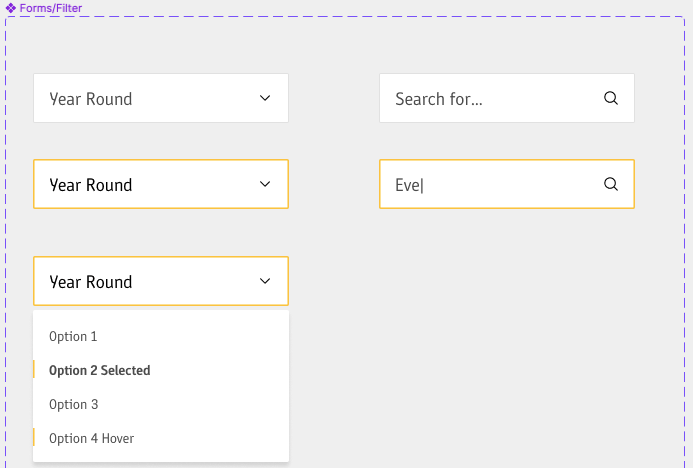 Forms/Filter
Year Round
Search for...
Year Round
Eve
Year Round
Option 1
Option 2 Selected
Option 3
Option 4 Hover